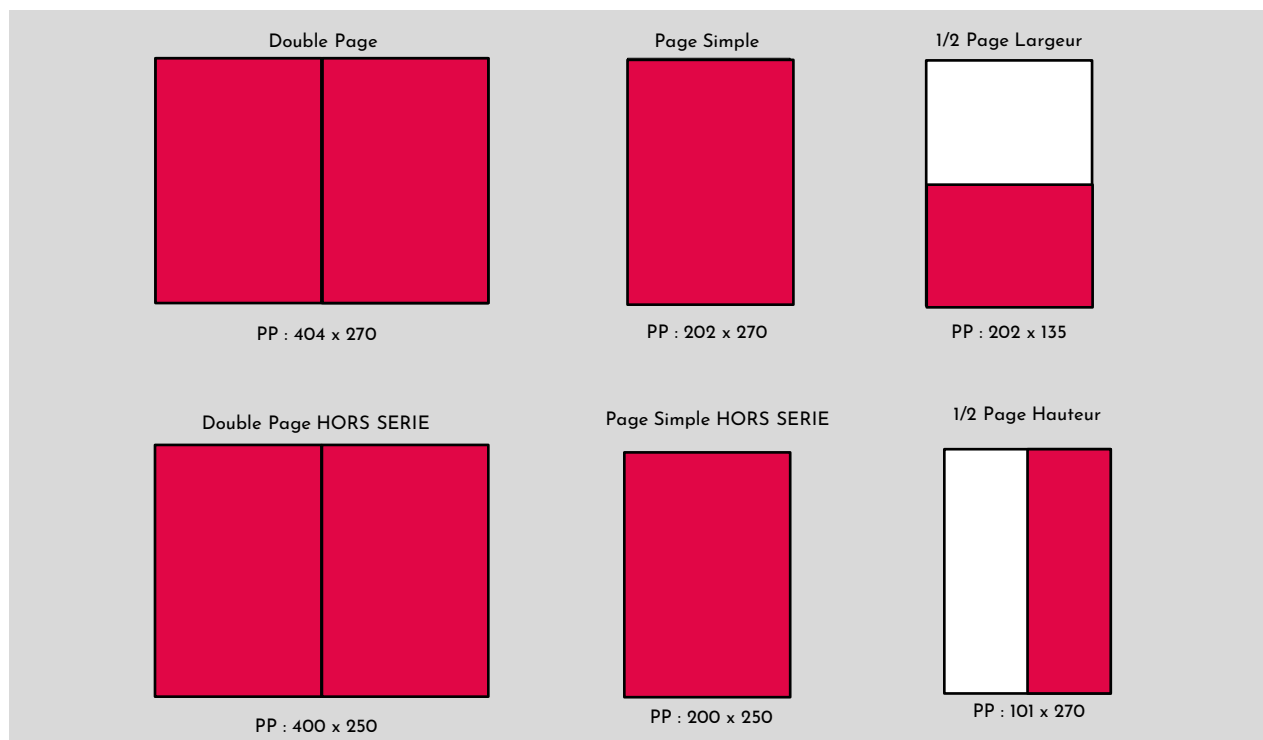 Double Page
Page Simple
1/2 Page Largeur
PP : 404 x 270
PP : 202 x 270
PP : 202 x 135
Double Page HORS SERIE
Page Simple HORS SERIE
1/2 Page Hauteur
PP : 400 x 250
PP : 200 x 250
PP : 101 x 270